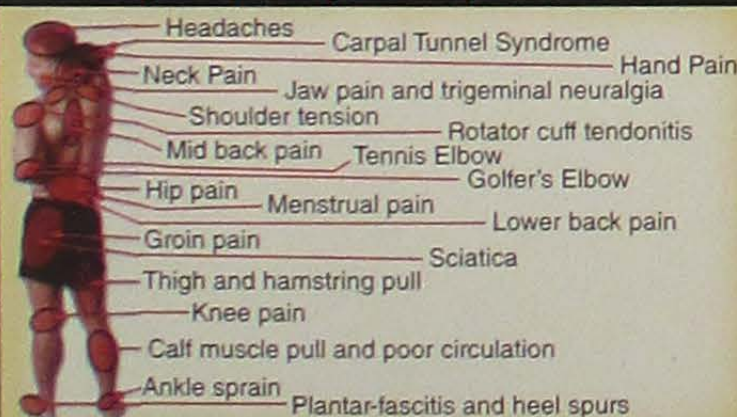 Headaches
Carpal Tunnel Syndrome
Hand Pain
Neck Pain
Jaw pain and trigeminal neuralgia
Shoulder tension
Rotator cuff tendonitis
Mid back pain
Tennis Elbow
Golfer's Elbow
Hip pain
Menstrual pain
Lower back pain
Groin pain
Sciatica
Thigh and hamstring pull
Knee pain
Calf muscle pull and poor circulation
Ankle sprain
Plantar-fascitis and heel spurs